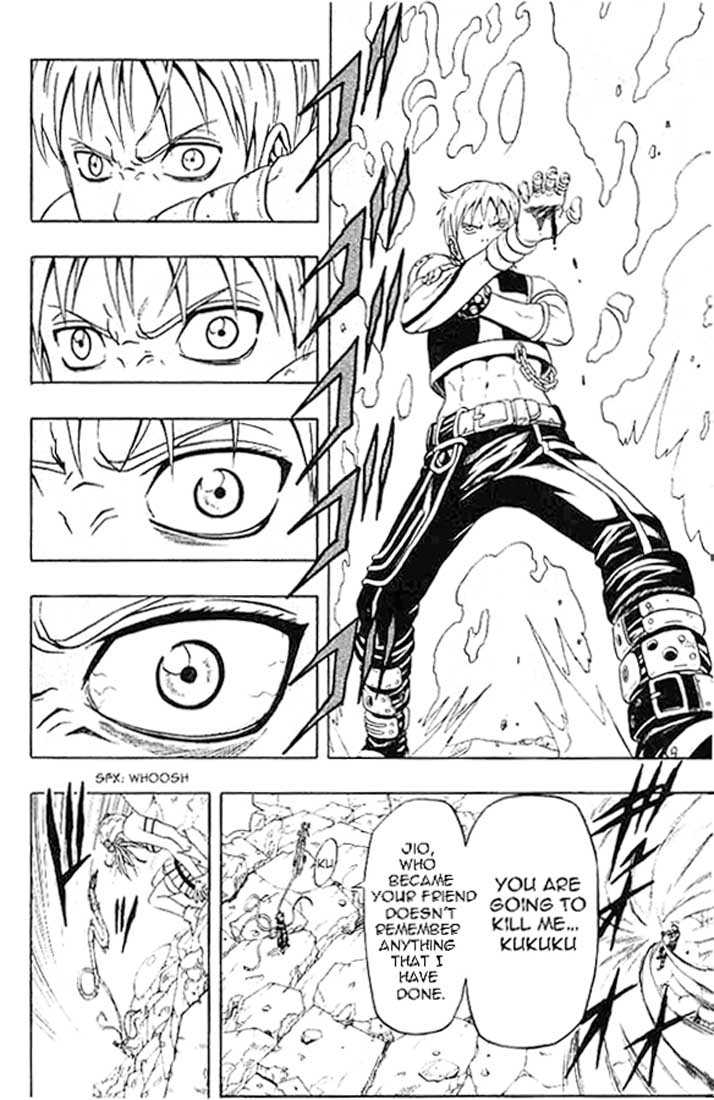 SFX: WHOOSH
YOU ARE
GOING TO
KILL ME...
KUKUKU
JIO,
WHO
BECAME
YOUR FRIEND
DOESN'T
REMEMBER
ANYTHING
THAT I
HAVE
DONE.
KU